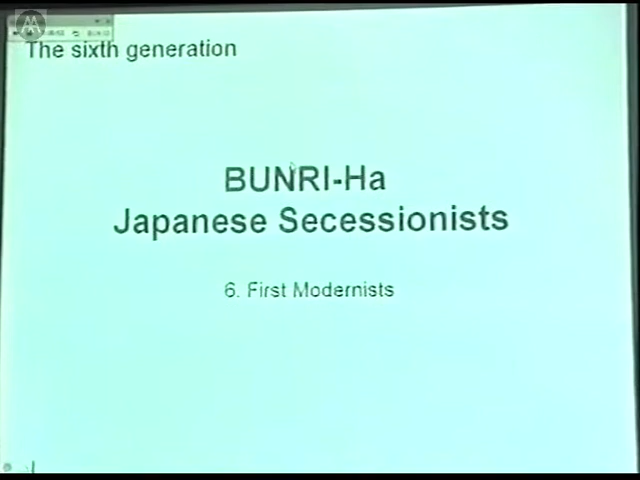 The sixth generation
BUNRI-Ha
Japanese Secessionists
6. First Modernists